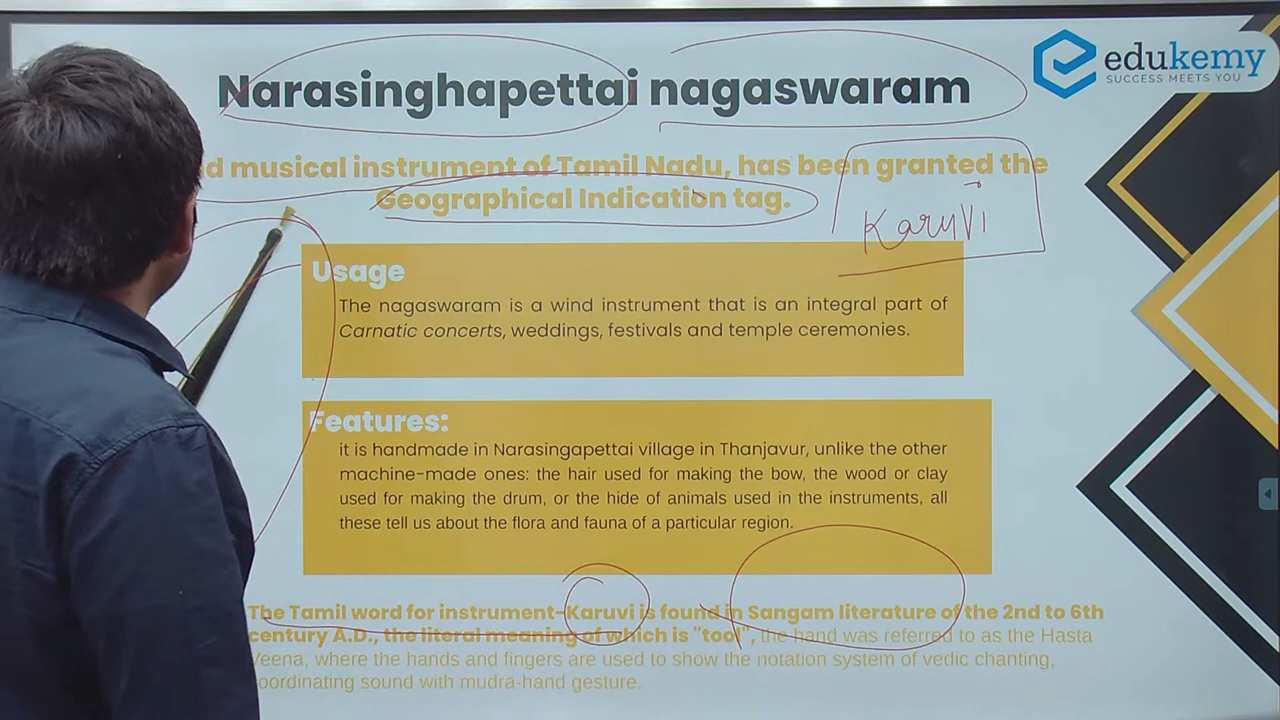 Narasinghapettai nagaswaram
edukemy
SUCCESS MEETS YOU
musical instrument of Tamil Nadu, has been granted the
Geographical Indication tag.
Karuvi
Usage
The nagaswaram is a wind instrument that is an integral part of
Carnatic concerts, weddings, festivals and temple ceremonies.
Features:
it is handmade in Narasingapettai village in Thanjavur, unlike the other
machine-made ones: the hair used for making the bow, the wood or clay
used for making the drum, or the hide of animals used in the instruments, all
these tell us about the flora and fauna of a particular region.
The Tamil word for instrument-Karuvi is found in Sangam literature of the 2nd to 6th
century A.D., the literal meaning of which is "tool", the hand was referred to as the Hasta
Veena, where the hands and fingers are used to show the notation system of vedic chanting,
coordinating sound with mudra-hand gesture.